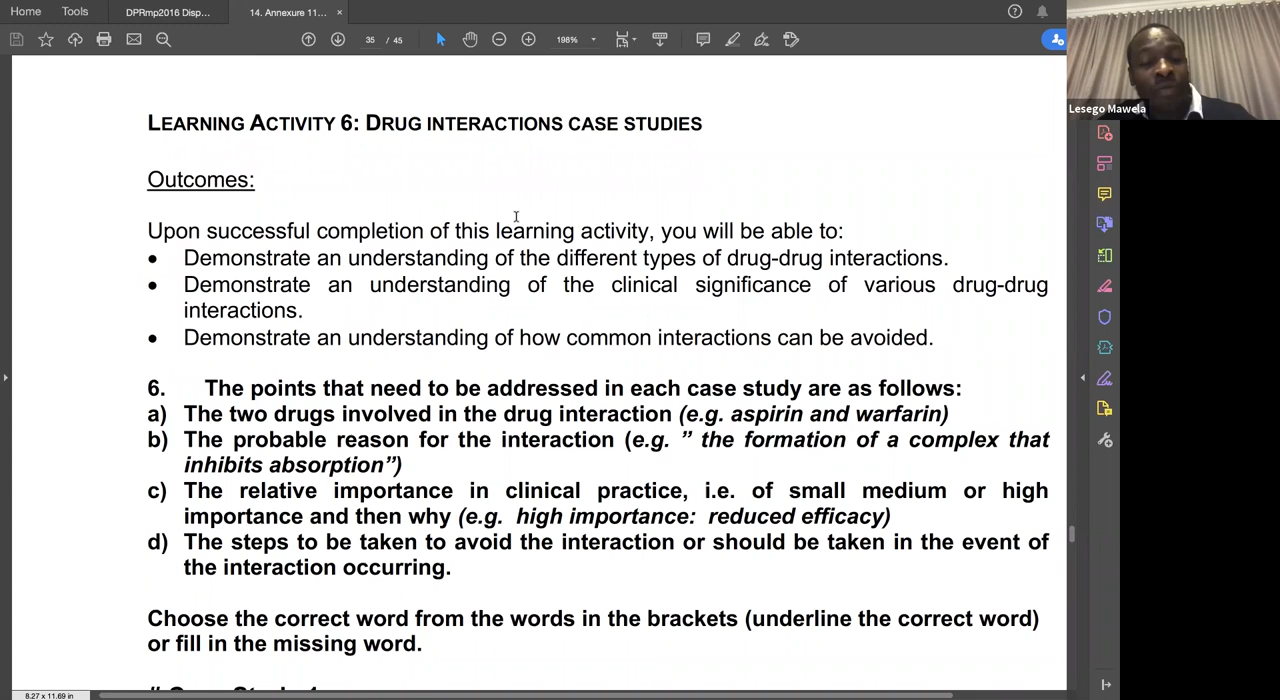 Home Tools DPRmp2016 Disp... 14. Annexure 11... ×
35 / 45 198%
Lesego Mawela
LEARNING ACTIVITY 6: DRUG INTERACTIONS CASE STUDIES
Outcomes:
Upon successful completion of this learning activity, you will be able to:
• Demonstrate an understanding of the different types of drug-drug interactions.
• Demonstrate an understanding of the clinical significance of various drug-drug
interactions.
• Demonstrate an understanding of how common interactions can be avoided.
6. The points that need to be addressed in each case study are as follows:
a) The two drugs involved in the drug interaction (e.g. aspirin and warfarin)
b) The probable reason for the interaction (e.g. ” the formation of a complex that
inhibits absorption”)
c) The relative importance in clinical practice, i.e. of small medium or high
importance and then why (e.g. high importance: reduced efficacy)
d) The steps to be taken to avoid the interaction or should be taken in the event of
the interaction occurring.
Choose the correct word from the words in the brackets (underline the correct word)
or fill in the missing word.
8.27 x 11.69 in